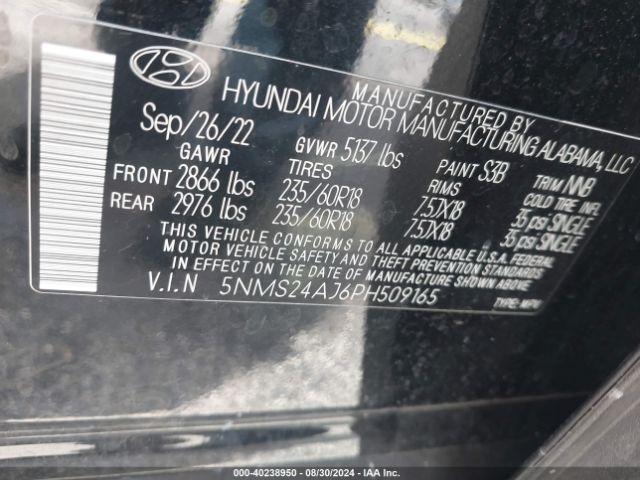 MANUFACTURED BY
HYUNDAI MOTOR MANUFACTURING ALABAMA, LLC
Sep/26/22 GVWR 5137 lbs PAINT S3B TRIM NNB
GAWR TIRES RIMS COLD TIRE INFL
FRONT 2866 lbs 235/60R18 7.5JX18 35 psi SINGLE
REAR 2976 lbs 235/60R18 7.5JX18 35 psi SINGLE
THIS VEHICLE CONFORMS TO ALL APPLICABLE U.S.A FEDERAL
MOTOR VEHICLE SAFETY AND THEFT PREVENTION STANDARDS
IN EFFECT ON THE DATE OF MANUFACTURE SHOWN ABOVE
V.I.N 5NMS24AJ6PH509165 TYPE: MPV
000-40238950 | 08/30/2024 | IAA Inc.